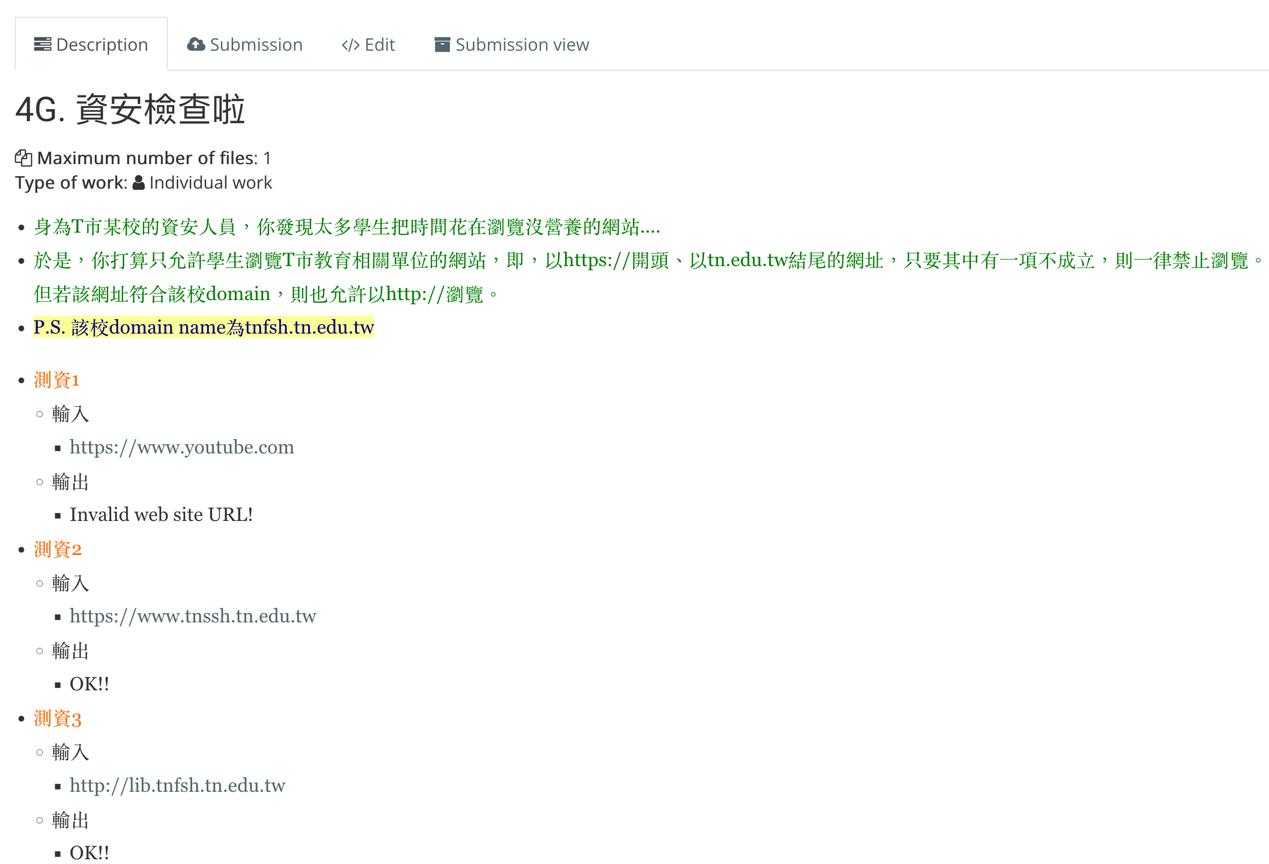 Description Submission Edit Submission view
4G. 資安檢查啦
Maximum number of files: 1
Type of work: Individual work
身為T市某校的資安人員，你發現太多學生把時間花在瀏覽沒營養的網站....
於是，你打算只允許學生瀏覽T市教育相關單位的網站，即，以https://開頭、以tn.edu.tw結尾的網址，只要其中有一項不成立，則一律禁止瀏覽。
但若該網址符合該校domain，則也允許以http://瀏覽。
P.S. 該校domain name為tnfsh.tn.edu.tw
測資1
輸入
https://www.youtube.com
輸出
Invalid web site URL!
測資2
輸入
https://www.tnssh.tn.edu.tw
輸出
OK!!
測資3
輸入
http://lib.tnfsh.tn.edu.tw
輸出
OK!!